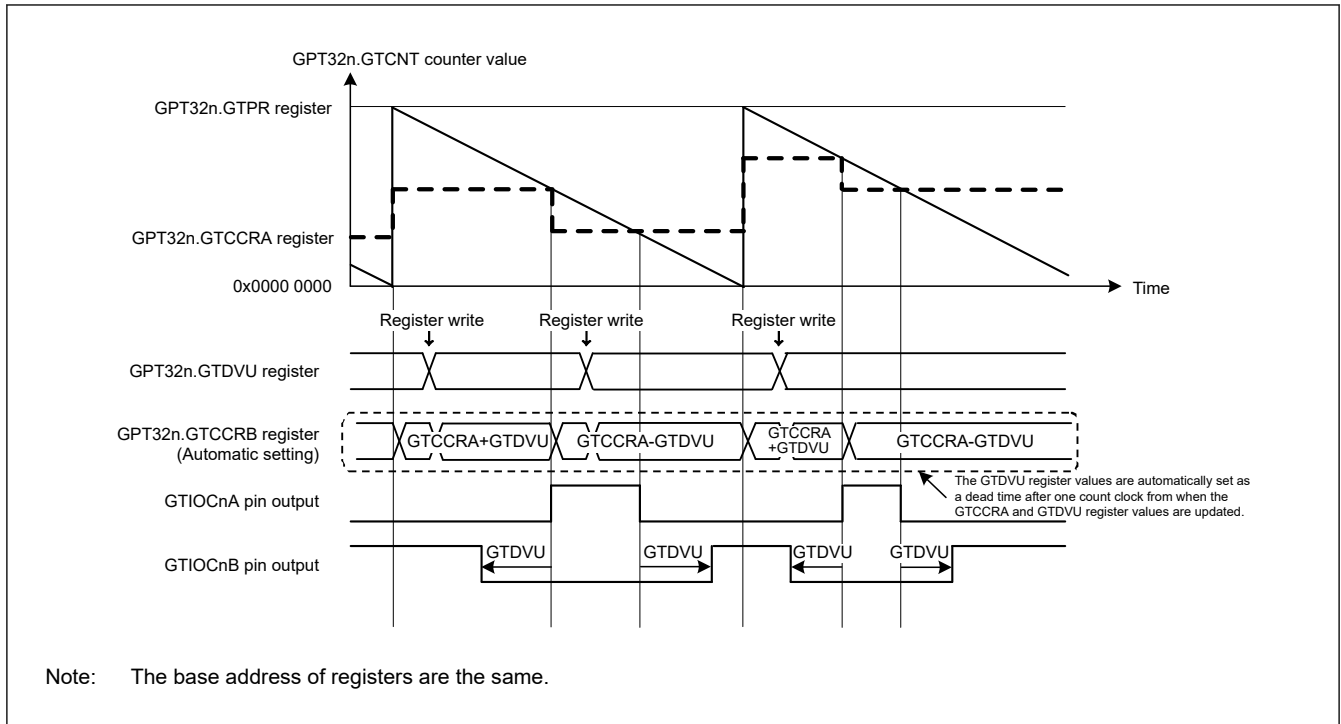 GPT32n.GTCNT counter value
GPT32n.GTPR register
GPT32n.GTCCRA register
0x0000 0000
Time
Register write
Register write
Register write
GPT32n.GTDVU register
GPT32n.GTCCRB register
(Automatic setting)
GTCCRA+GTDVU
GTCCRA-GTDVU
GTCCRA
+GTDVU
GTCCRA-GTDVU
The GTDVU register values are automatically set as
a dead time after one count clock from when the
GTCCRA and GTDVU register values are updated.
GTIOCnA pin output
GTIOCnB pin output
GTDVU
GTDVU
GTDVU
GTDVU
Note: The base address of registers are the same.